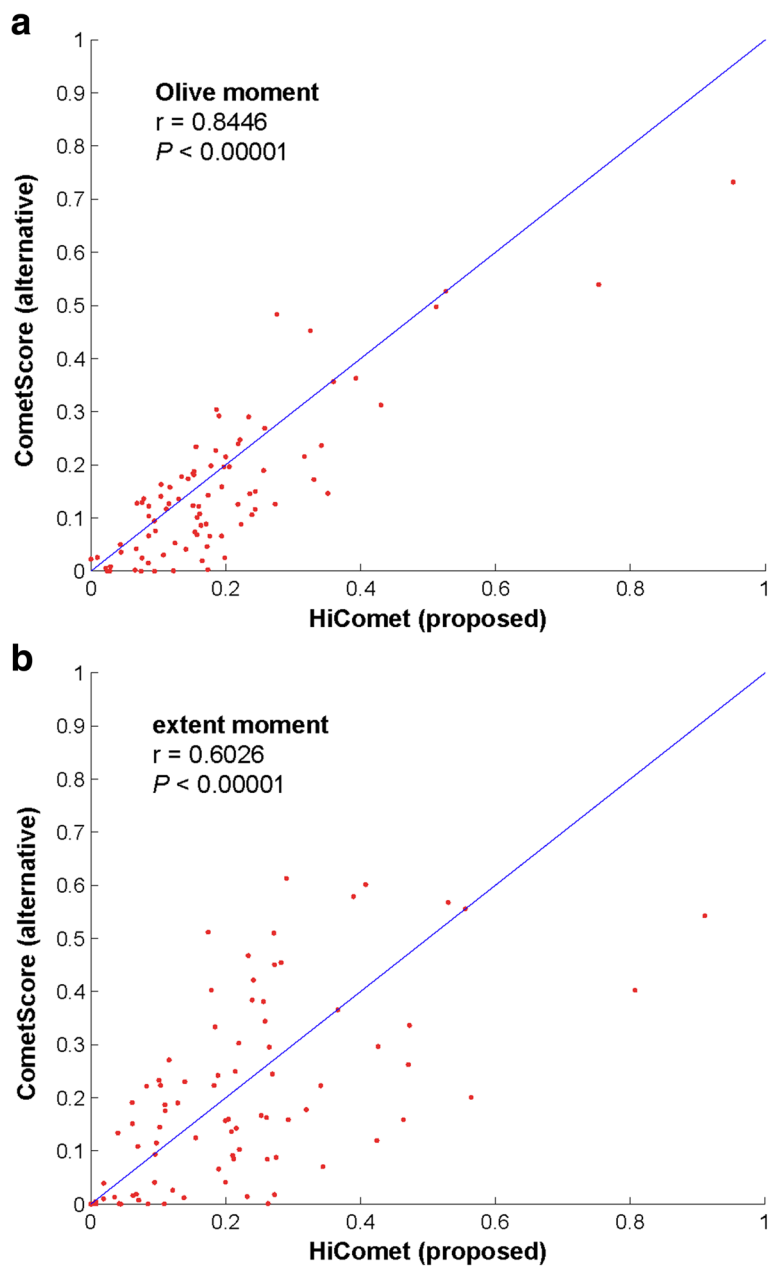 a
1
0.9
0.8
0.7
0.6
0.5
0.4
0.3
0.2
0.1
0
CometScore (alternative)
Olive moment
r = 0.8446
P < 0.00001
0 0.2 0.4 0.6 0.8 1
HiComet (proposed)
b
1
0.9
0.8
0.7
0.6
0.5
0.4
0.3
0.2
0.1
0
CometScore (alternative)
extent moment
r = 0.6026
P < 0.00001
0 0.2 0.4 0.6 0.8 1
HiComet (proposed)